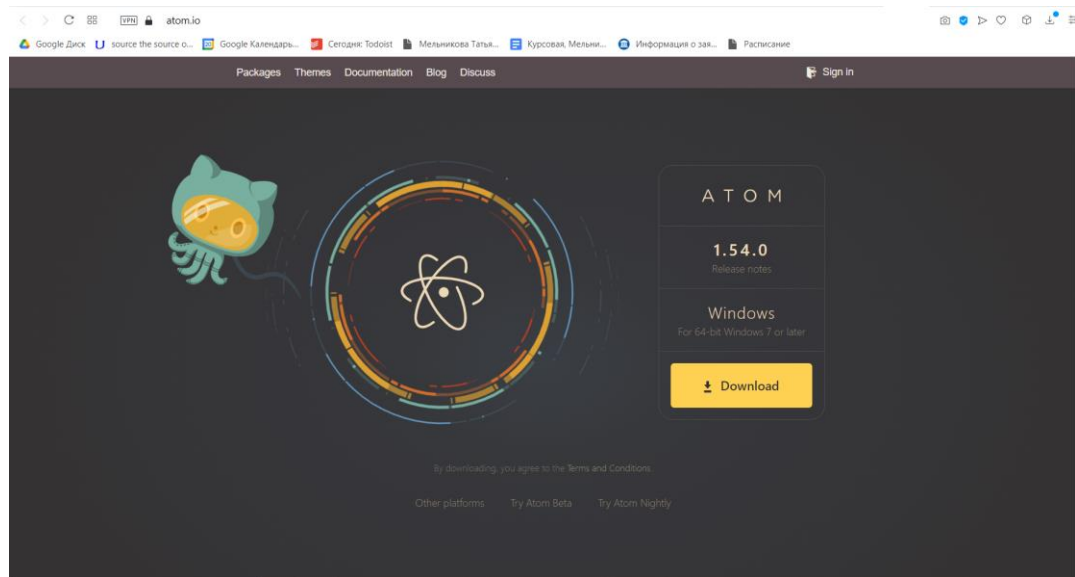 VPN atom.io
Google Диск source the source o... Google Календарь... Сегодня: Todoist Мельникова Татья... Курсовая, Мельни... Информация о зая... Расписание
Packages Themes Documentation Blog Discuss Sign in
ATOM
1.54.0
Release notes
Windows
For 64-bit Windows 7 or later
Download
By downloading, you agree to the Terms and Conditions.
Other platforms Try Atom Beta Try Atom Nightly